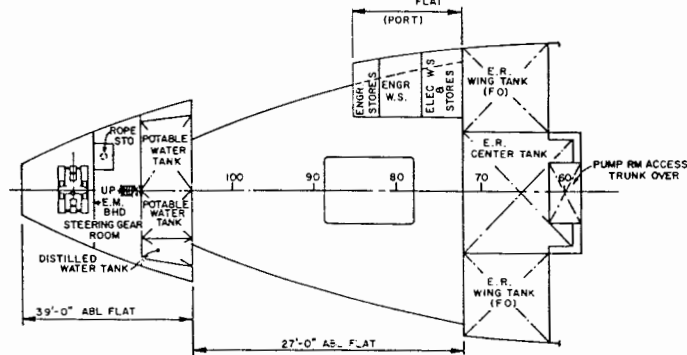 FLAT
(PORT)
ENGR
STORES
ENGR
W.S.
ELEC W.S
&
STORES
E.R.
WING TANK
(FO)
ROPE
STO
POTABLE
WATER
TANK
E.R.
CENTER TANK
PUMP RM ACCESS
TRUNK OVER
UP
E.M.
BHD
STEERING GEAR
ROOM
POTABLE
WATER
TANK
100
90
80
70
60
DISTILLED
WATER TANK
E.R.
WING TANK
(FO)
39'-0" ABL FLAT
27'-0" ABL FLAT